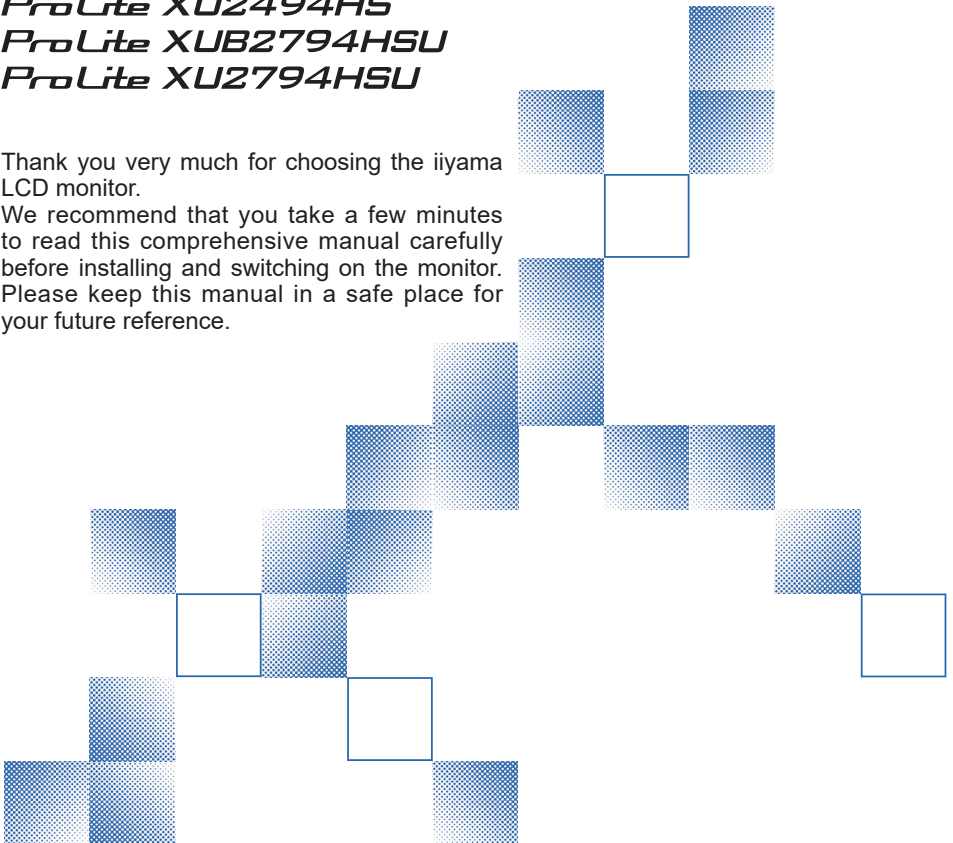 ProLite XU2494HS
ProLite XUB2794HSU
ProLite XU2794HSU
Thank you very much for choosing the iiyama
LCD monitor.
We recommend that you take a few minutes
to read this comprehensive manual carefully
before installing and switching on the monitor.
Please keep this manual in a safe place for
your future reference.